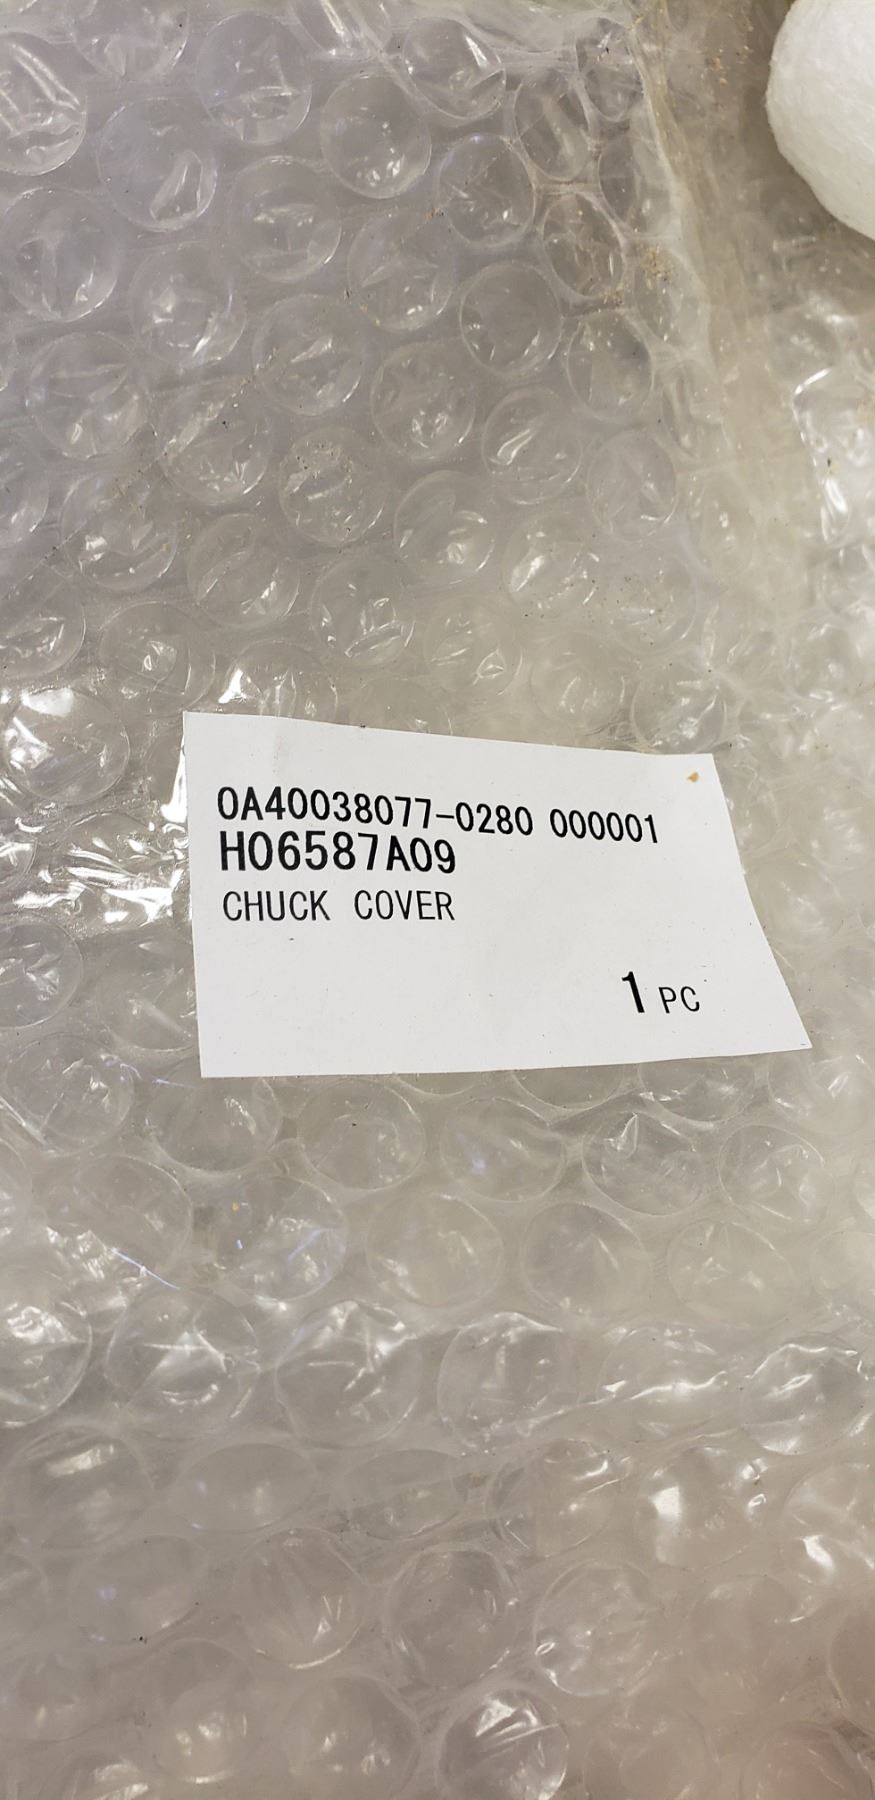 0A40038077-0280 000001
H06587A09
CHUCK COVER
1 PC